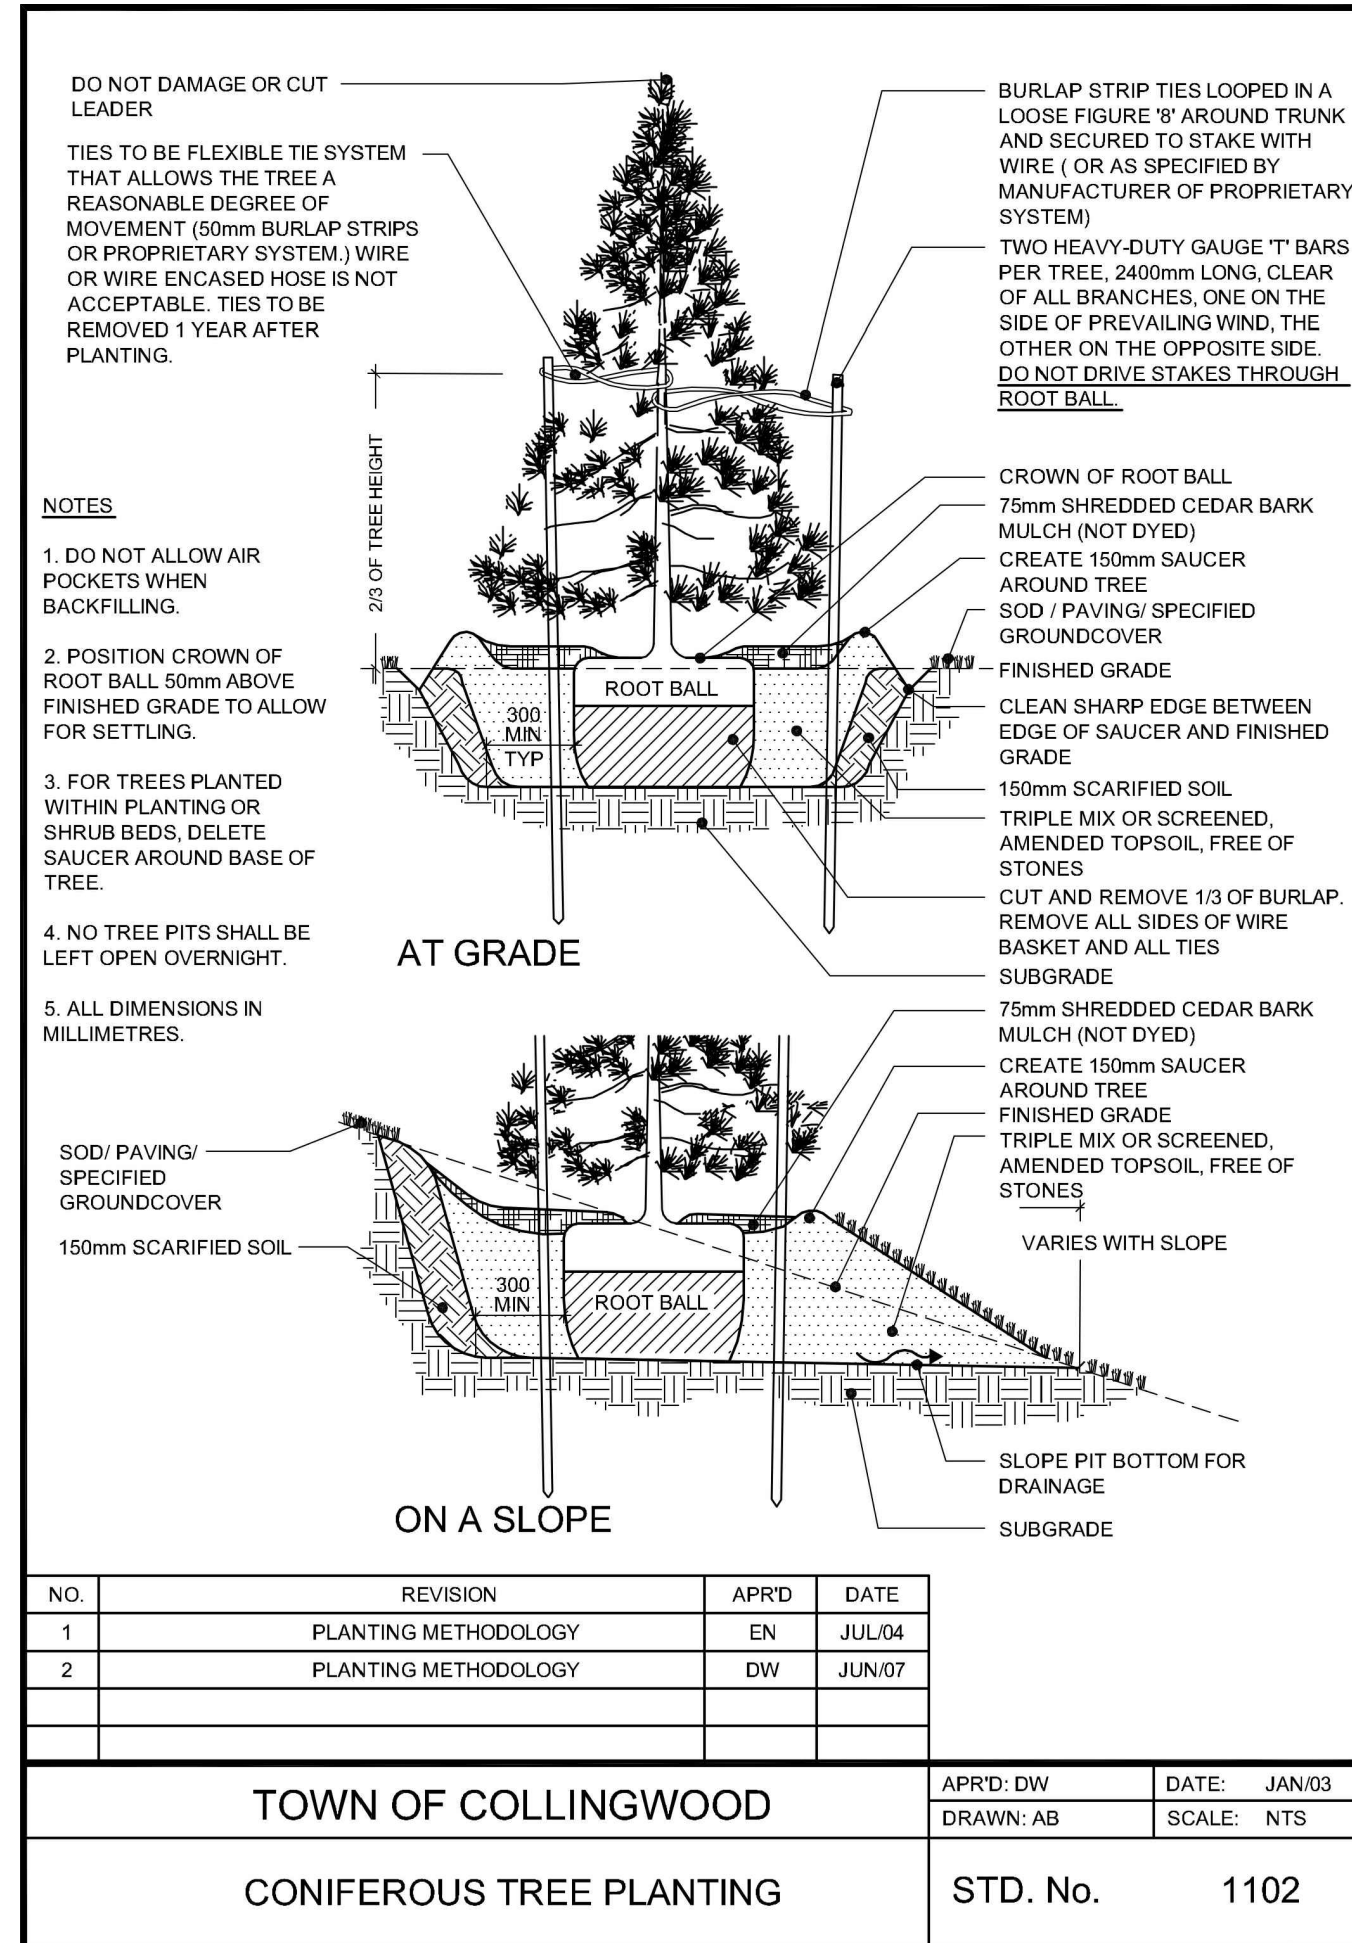 DO NOT DAMAGE OR CUT
LEADER
TIES TO BE FLEXIBLE TIE SYSTEM
THAT ALLOWS THE TREE A
REASONABLE DEGREE OF
MOVEMENT (50mm BURLAP STRIPS
OR PROPRIETARY SYSTEM.) WIRE
OR WIRE ENCASED HOSE IS NOT
ACCEPTABLE. TIES TO BE
REMOVED 1 YEAR AFTER
PLANTING.
BURLAP STRIP TIES LOOPED IN A
LOOSE FIGURE '8' AROUND TRUNK
AND SECURED TO STAKE WITH
WIRE ( OR AS SPECIFIED BY
MANUFACTURER OF PROPRIETARY
SYSTEM)
TWO HEAVY-DUTY GAUGE 'T' BARS
PER TREE, 2400mm LONG, CLEAR
OF ALL BRANCHES, ONE ON THE
SIDE OF PREVAILING WIND, THE
OTHER ON THE OPPOSITE SIDE.
DO NOT DRIVE STAKES THROUGH
ROOT BALL.
2/3 OF TREE HEIGHT
NOTES
1. DO NOT ALLOW AIR
POCKETS WHEN
BACKFILLING.
2. POSITION CROWN OF
ROOT BALL 50mm ABOVE
FINISHED GRADE TO ALLOW
FOR SETTLING.
3. FOR TREES PLANTED
WITHIN PLANTING OR
SHRUB BEDS, DELETE
SAUCER AROUND BASE OF
TREE.
4. NO TREE PITS SHALL BE
LEFT OPEN OVERNIGHT.
5. ALL DIMENSIONS IN
MILLIMETRES.
CROWN OF ROOT BALL
75mm SHREDDED CEDAR BARK
MULCH (NOT DYED)
CREATE 150mm SAUCER
AROUND TREE
SOD / PAVING/ SPECIFIED
GROUNDCOVER
FINISHED GRADE
CLEAN SHARP EDGE BETWEEN
EDGE OF SAUCER AND FINISHED
GRADE
150mm SCARIFIED SOIL
TRIPLE MIX OR SCREENED,
AMENDED TOPSOIL, FREE OF
STONES
CUT AND REMOVE 1/3 OF BURLAP.
REMOVE ALL SIDES OF WIRE
BASKET AND ALL TIES
SUBGRADE
ROOT BALL
300
MIN
TYP
AT GRADE
75mm SHREDDED CEDAR BARK
MULCH (NOT DYED)
CREATE 150mm SAUCER
AROUND TREE
FINISHED GRADE
TRIPLE MIX OR SCREENED,
AMENDED TOPSOIL, FREE OF
STONES
VARIES WITH SLOPE
SOD/ PAVING/
SPECIFIED
GROUNDCOVER
150mm SCARIFIED SOIL
300
MIN
ROOT BALL
SLOPE PIT BOTTOM FOR
DRAINAGE
SUBGRADE
ON A SLOPE
NO. REVISION APR'D DATE
1 PLANTING METHODOLOGY EN JUL/04
2 PLANTING METHODOLOGY DW JUN/07
TOWN OF COLLINGWOOD
APR'D: DW DATE: JAN/03
DRAWN: AB SCALE: NTS
CONIFEROUS TREE PLANTING
STD. No. 1102